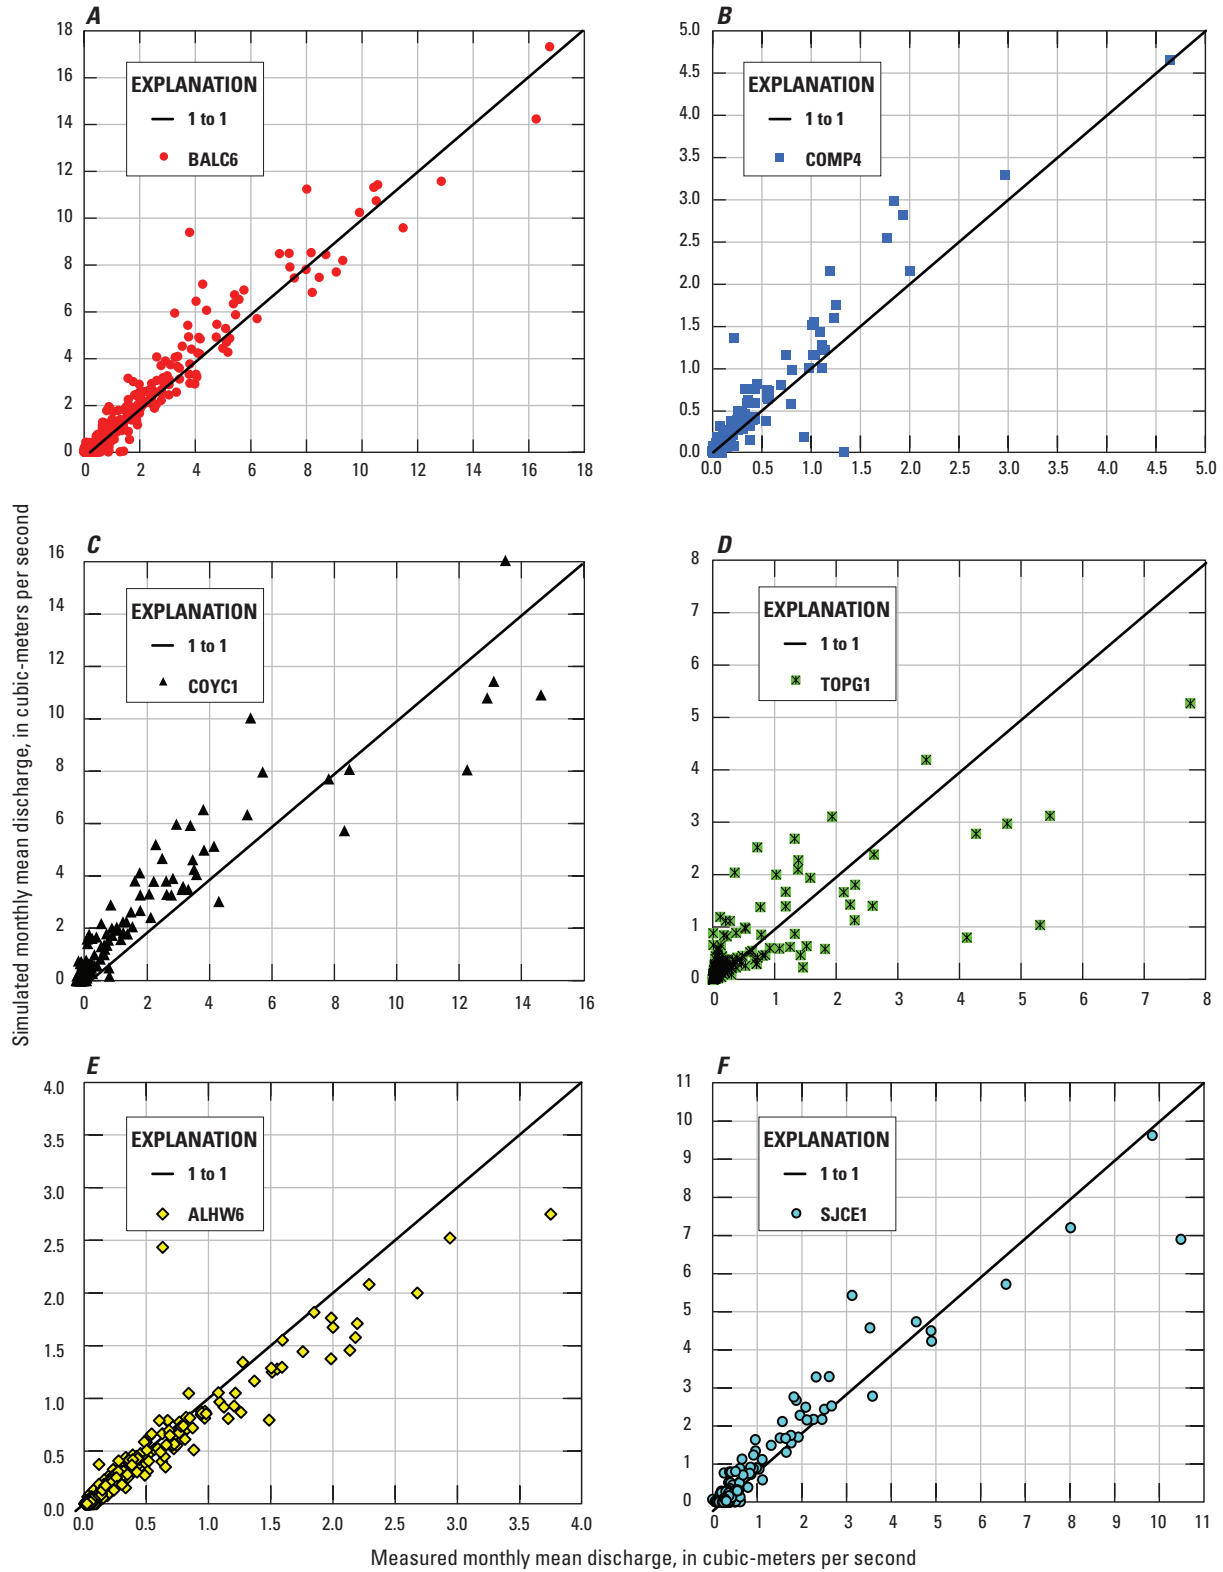 A
18
16
14
12
10
8
6
4
2
0
EXPLANATION
1 to 1
BALC6
0 2 4 6 8 10 12 14 16 18
B
5.0
4.5
4.0
3.5
3.0
2.5
2.0
1.5
1.0
0.5
0.0
EXPLANATION
1 to 1
COMP4
0.0 0.5 1.0 1.5 2.0 2.5 3.0 3.5 4.0 4.5 5.0
Simulated monthly mean discharge, in cubic-meters per second
C
16
14
12
10
8
6
4
2
0
EXPLANATION
1 to 1
COYC1
0 2 4 6 8 10 12 14 16
D
8
7
6
5
4
3
2
1
0
EXPLANATION
1 to 1
TOPG1
0 1 2 3 4 5 6 7 8
E
4.0
3.5
3.0
2.5
2.0
1.5
1.0
0.5
0.0
EXPLANATION
1 to 1
ALHW6
0.0 0.5 1.0 1.5 2.0 2.5 3.0 3.5 4.0
F
11
10
9
8
7
6
5
4
3
2
1
0
EXPLANATION
1 to 1
SJCE1
0 1 2 3 4 5 6 7 8 9 10 11
Measured monthly mean discharge, in cubic-meters per second